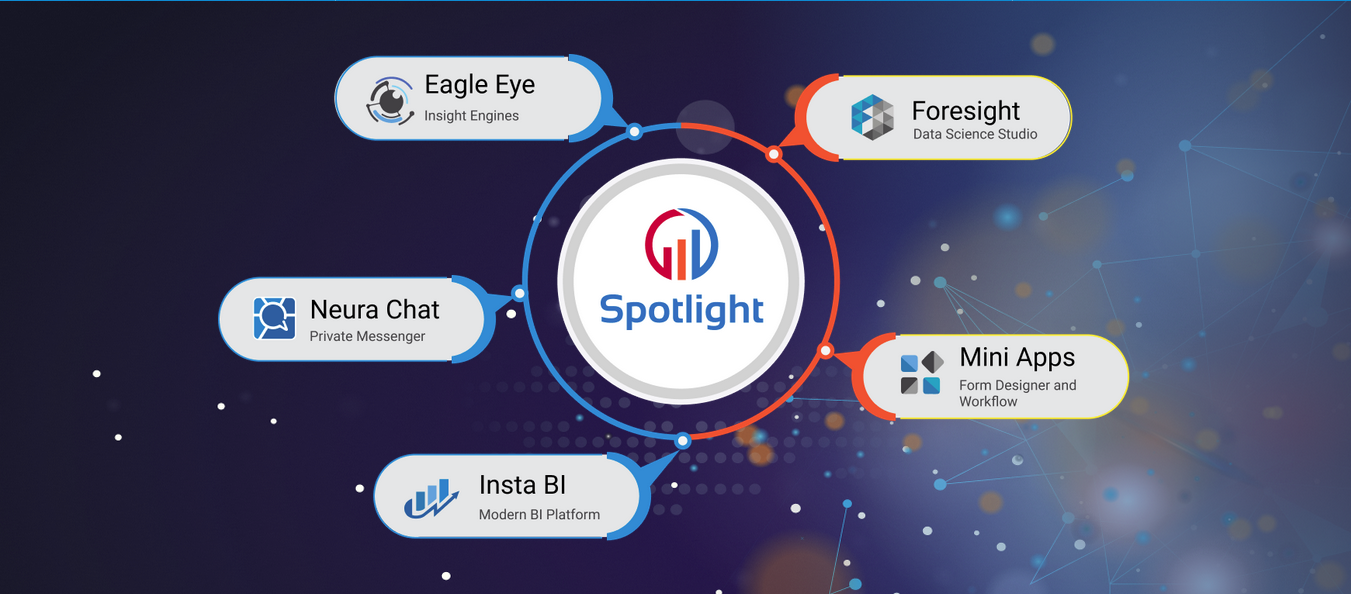 Eagle Eye
Insight Engines
Foresight
Data Science Studio
Spotlight
Neura Chat
Private Messenger
Mini Apps
Form Designer and
Workflow
Insta BI
Modern BI Platform